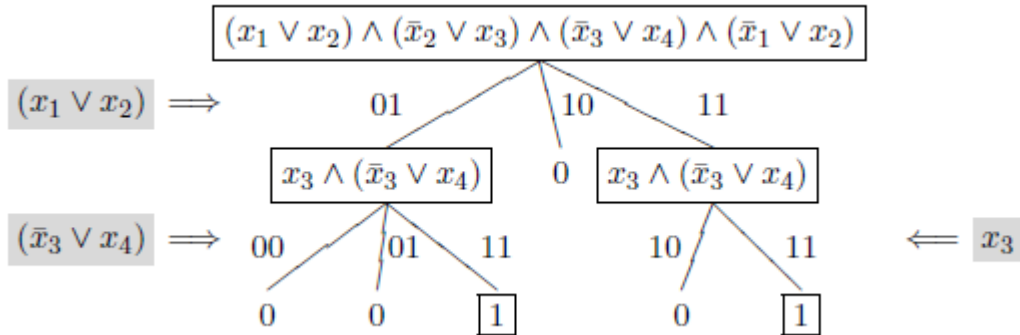 (x₁ ∨ x₂) ∧ (x̄₂ ∨ x₃) ∧ (x̄₃ ∨ x₄) ∧ (x̄₁ ∨ x₂)
(x₁ ∨ x₂) ⟹ 01 10 11
x₃ ∧ (x̄₃ ∨ x₄) 0 x₃ ∧ (x̄₃ ∨ x₄)
(x̄₃ ∨ x₄) ⟹ 00 01 11 10 11 ⟸ x₃
0 0 1 0 1